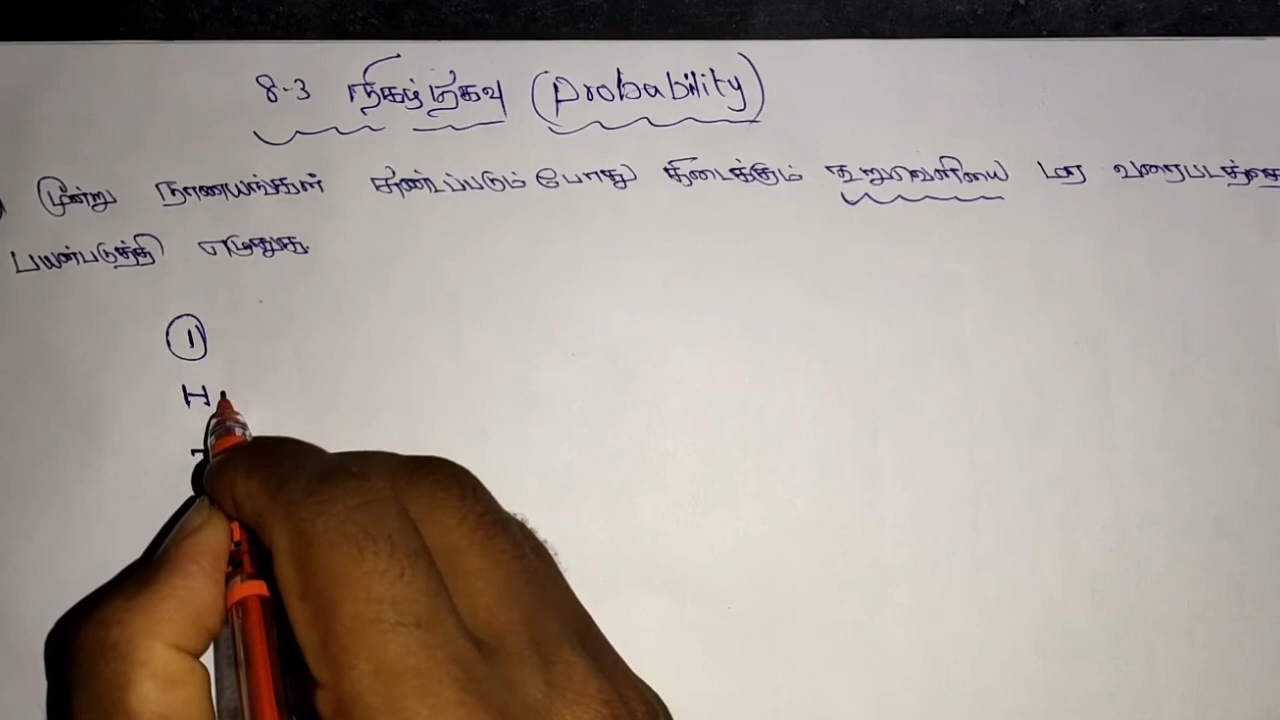 8-3 நிகழ்தகவு (Probability)
மூன்று நாணயங்கள் சுண்டப்படும் போது கிடைக்கும் கூறுவெளியை மர வரைபடத்தை
பயன்படுத்தி எழுதுக.
1
H
T